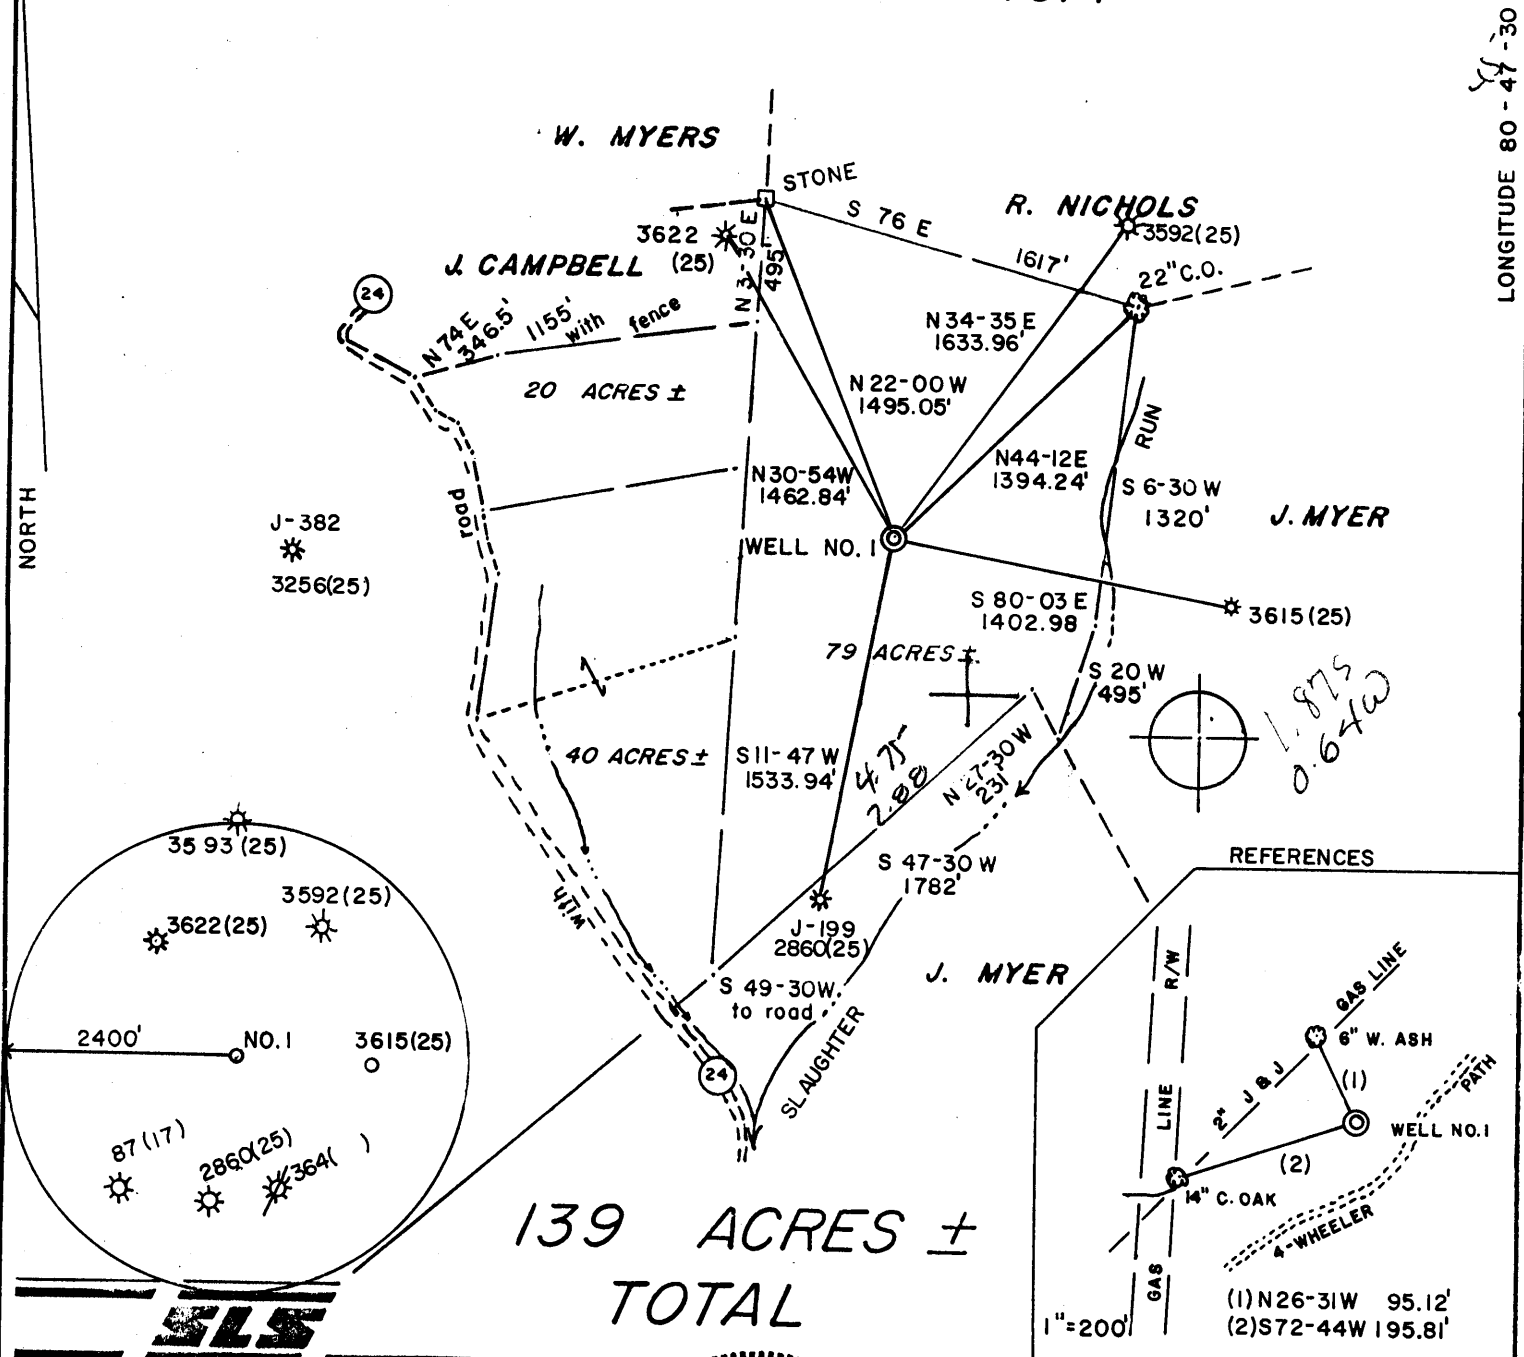 LONGITUDE 80-47-30
W. MYERS
STONE
R. NICHOLS
S 76 E
1617'
3592(25)
22" C.O.
3622
(25)
J. CAMPBELL
N 3-30 E
495'
24
N 74 E
346.5'
1155'
with fence
20 ACRES ±
N 34-35 E
1633.96'
N 22-00 W
1495.05'
RUN
N 30-54 W
1462.84'
N 44-12 E
1394.24'
S 6-30 W
1320'
J. MYER
NORTH
road
J-382
3256(25)
WELL NO. 1
S 80-03 E
1402.98
3615(25)
79 ACRES ±.
S 20 W
495'
1.87S
0.64W
40 ACRES ±
S 11-47 W
1533.94'
4.75
2.88
N 27-30 W
231'
S 47-30 W
1782'
REFERENCES
with
J-199
2860(25)
J. MYER
S 49-30 W.
to road
24
SLAUGHTER
3593(25)
3592(25)
3622(25)
2400'
NO. 1
3615(25)
87(17)
2860(25)
364( )
R/W
GAS LINE
6" W. ASH
(1)
2" J & J
PATH
LINE
WELL NO. 1
(2)
14" C. OAK
4-WHEELER
GAS
(1) N 26-31 W 95.12'
(2) S 72-44 W 195.81'
1"=200'
139 ACRES ±
TOTAL
SLS